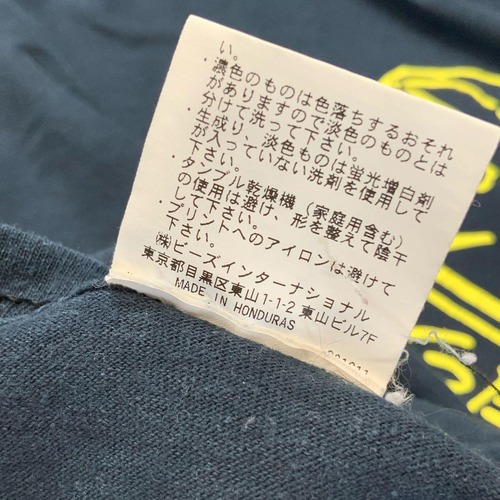 い。
・濃色のものは色落ちするおそれ
がありますので淡色のものとは
分けて洗って下さい。
・生成り、淡色ものは蛍光増白剤
が入っていない洗剤を使用して
下さい。
・タンブル乾燥機（家庭用含む）
の使用は避け、形を整えて陰干
して下さい。
・プリントへのアイロンは避けて
下さい。
㈱ビーズインターナショナル
東京都目黒区東山1-1-2 東山ビル7F
MADE IN HONDURAS